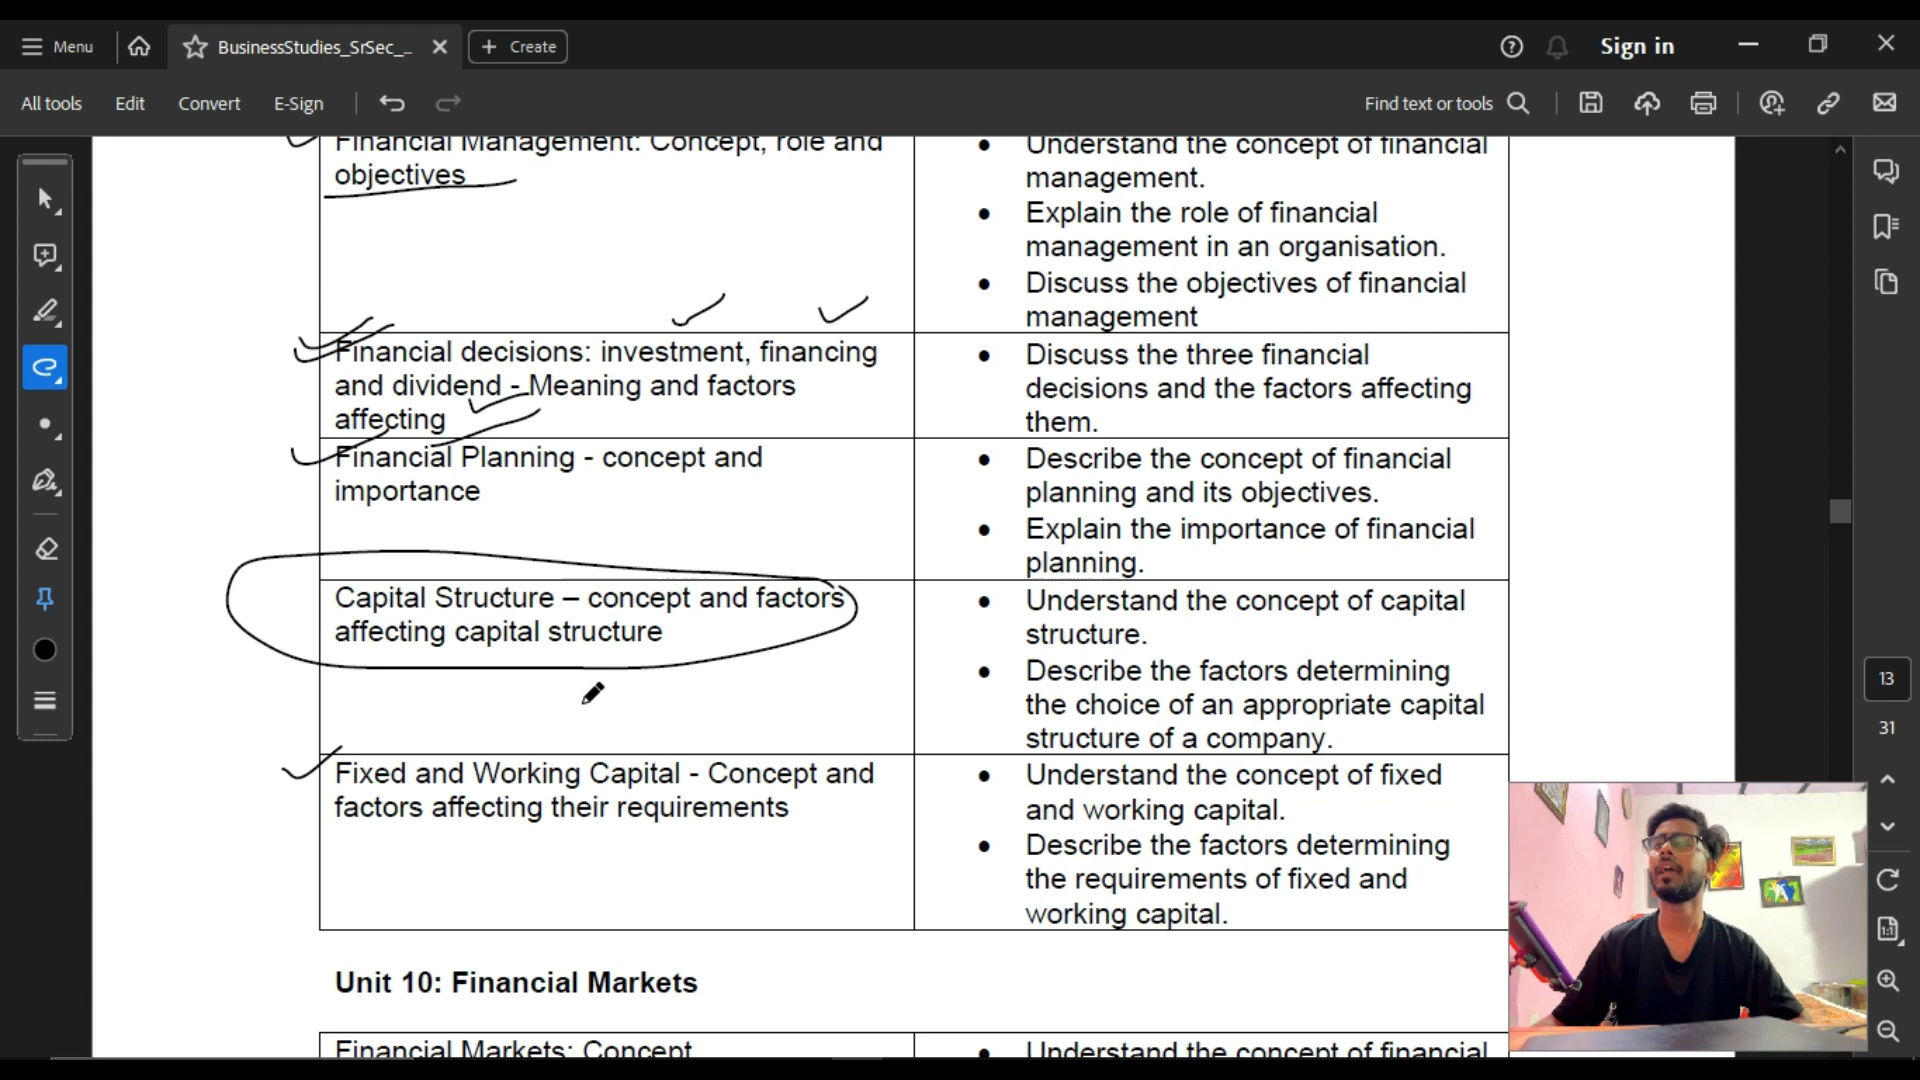 Menu
BusinessStudies_SrSec_...
Create
Sign in
All tools
Edit
Convert
E-Sign
Find text or tools
Financial Management: Concept, role and
objectives
• Understand the concept of financial
management.
• Explain the role of financial
management in an organisation.
• Discuss the objectives of financial
management
Financial decisions: investment, financing
and dividend - Meaning and factors
affecting
• Discuss the three financial
decisions and the factors affecting
them.
Financial Planning - concept and
importance
• Describe the concept of financial
planning and its objectives.
• Explain the importance of financial
planning.
Capital Structure – concept and factors
affecting capital structure
• Understand the concept of capital
structure.
• Describe the factors determining
the choice of an appropriate capital
structure of a company.
Fixed and Working Capital - Concept and
factors affecting their requirements
• Understand the concept of fixed
and working capital.
• Describe the factors determining
the requirements of fixed and
working capital.
Unit 10: Financial Markets
Financial Markets: Concept
• Understand the concept of financial
13
31
1:1